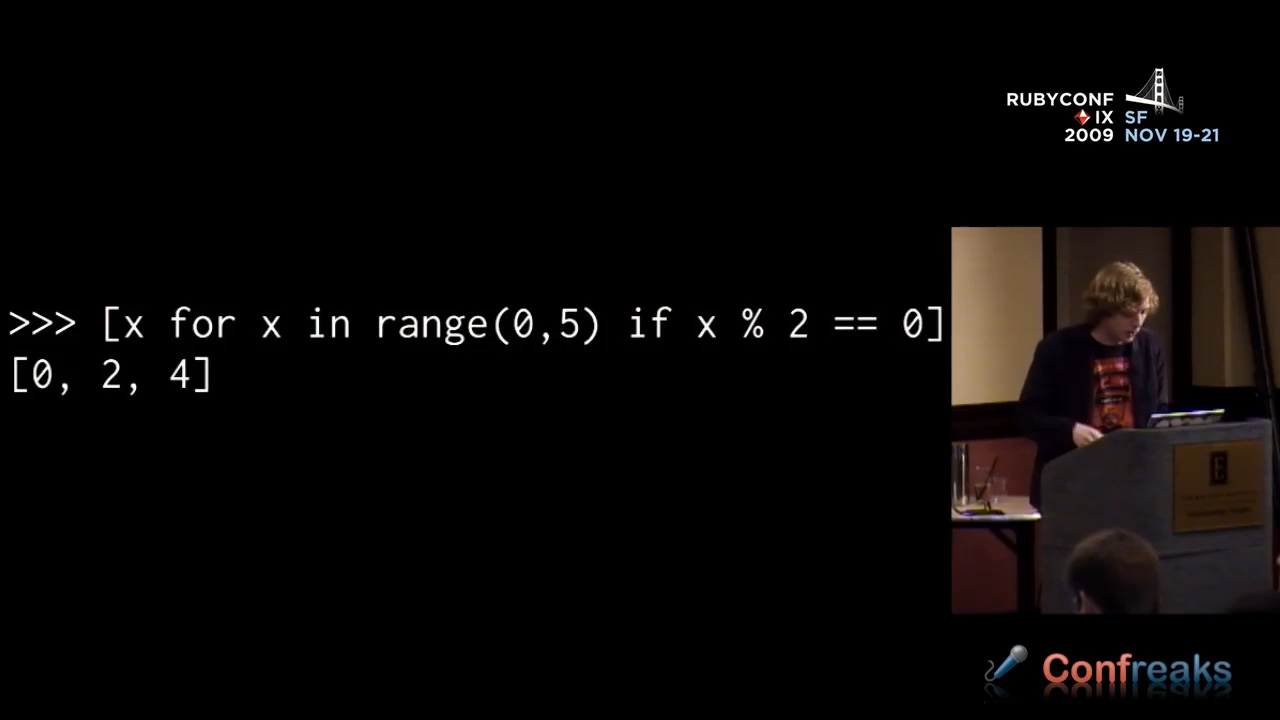 RUBYCONF
IX SF
2009 NOV 19-21
>>> [x for x in range(0,5) if x % 2 == 0]
[0, 2, 4]
E
Confreaks